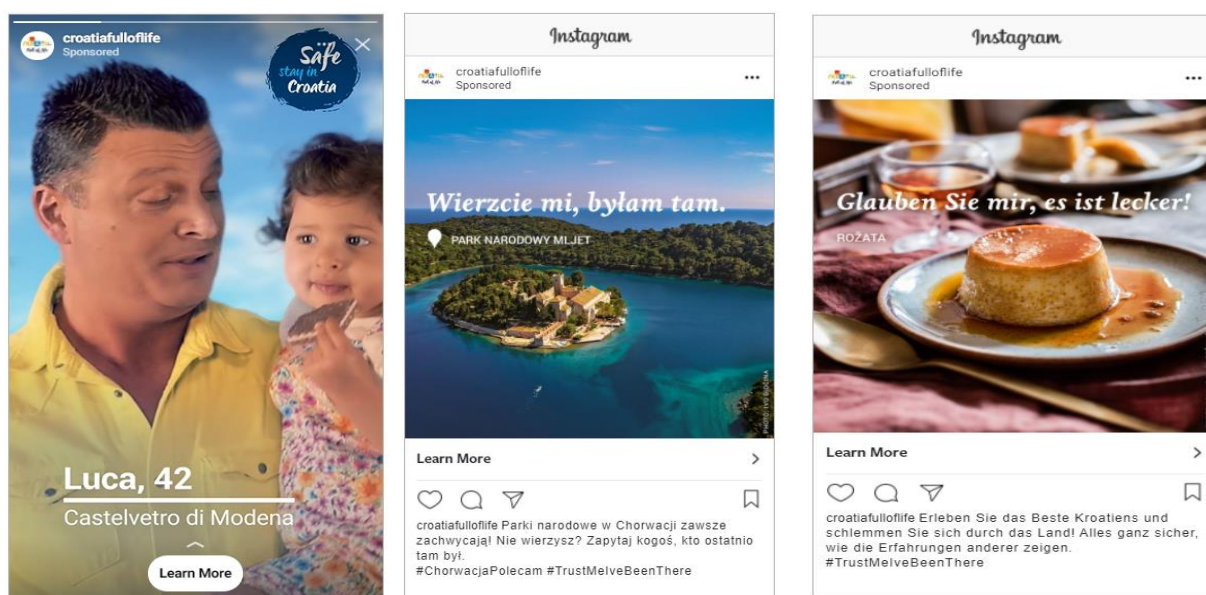 croatiafulloflife
Sponsored
Safe
stay in
Croatia
Luca, 42
Castelvetro di Modena
Learn More
Instagram
croatiafulloflife
Sponsored
Wierzcie mi, byłam tam.
PARK NARODOWY MLJET
Learn More
croatiafulloflife Parki narodowe w Chorwacji zawsze
zachwycają! Nie wierzysz? Zapytaj kogoś, kto ostatnio
tam był.
#ChorwacjaPolecam #TrustMeIveBeenThere
Instagram
croatiafulloflife
Sponsored
Glauben Sie mir, es ist lecker!
ROŽATA
Learn More
croatiafulloflife Erleben Sie das Beste Kroatiens und
schlemmen Sie sich durch das Land! Alles ganz sicher,
wie die Erfahrungen anderer zeigen.
#TrustMeIveBeenThere